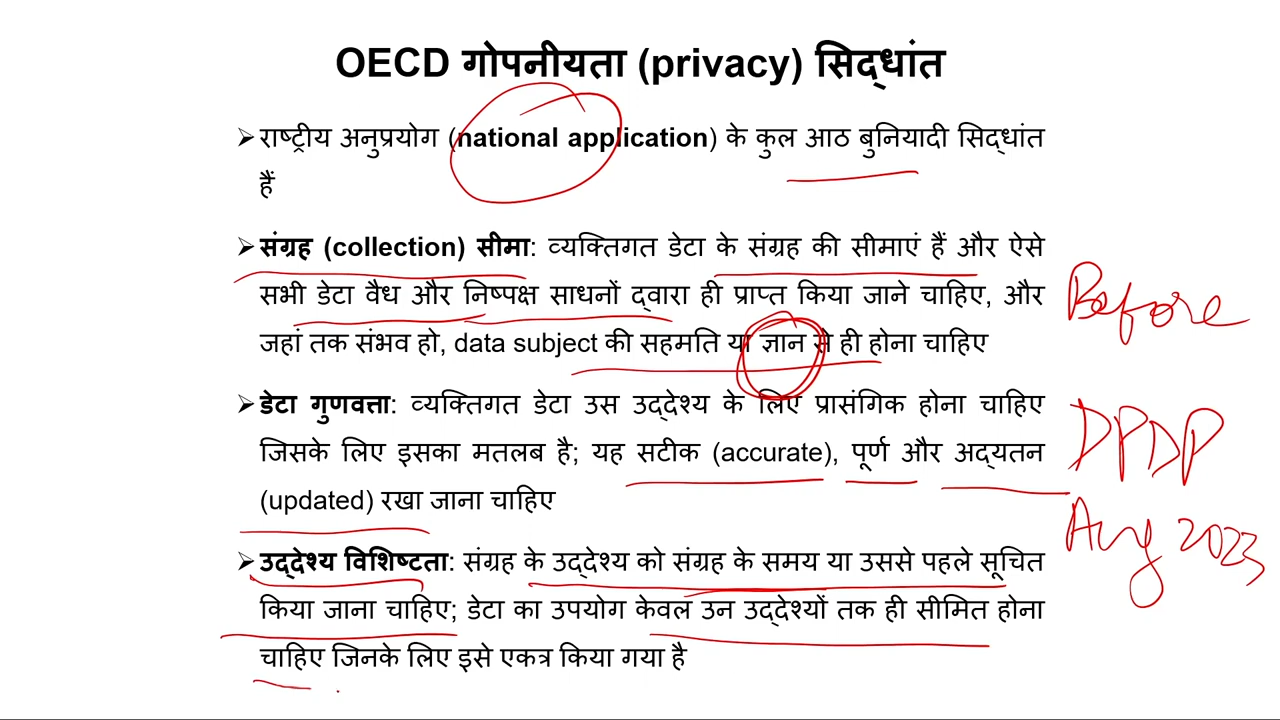 OECD गोपनीयता (privacy) सिद्धांत
➢राष्ट्रीय अनुप्रयोग (national application) के कुल आठ बुनियादी सिद्धांत
हैं
➢संग्रह (collection) सीमा: व्यक्तिगत डेटा के संग्रह की सीमाएं हैं और ऐसे
सभी डेटा वैध और निष्पक्ष साधनों द्वारा ही प्राप्त किया जाने चाहिए, और
जहां तक संभव हो, data subject की सहमति या ज्ञान से ही होना चाहिए
➢डेटा गुणवत्ता: व्यक्तिगत डेटा उस उद्देश्य के लिए प्रासंगिक होना चाहिए
जिसके लिए इसका मतलब है; यह सटीक (accurate), पूर्ण और अद्यतन
(updated) रखा जाना चाहिए
➢उद्देश्य विशिष्टता: संग्रह के उद्देश्य को संग्रह के समय या उससे पहले सूचित
किया जाना चाहिए; डेटा का उपयोग केवल उन उद्देश्यों तक ही सीमित होना
चाहिए जिनके लिए इसे एकत्र किया गया है
Before
DPDP
Aug 2023